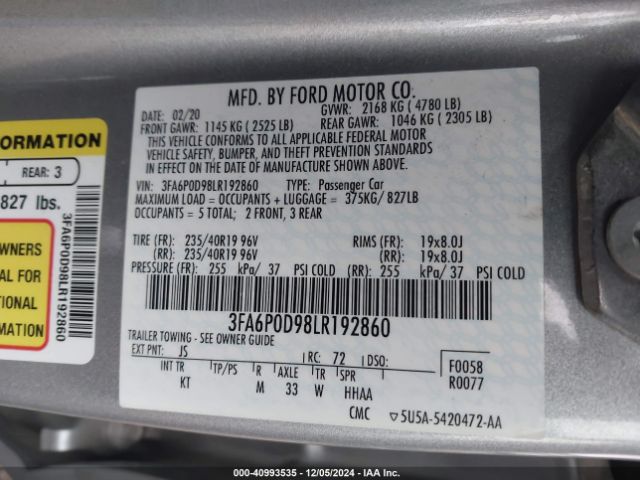 MFD. BY FORD MOTOR CO.
DATE: 02/20 GVWR: 2168 KG ( 4780 LB)
FRONT GAWR: 1145 KG ( 2525 LB) REAR GAWR: 1046 KG ( 2305 LB)
THIS VEHICLE CONFORMS TO ALL APPLICABLE FEDERAL MOTOR
VEHICLE SAFETY, BUMPER, AND THEFT PREVENTION STANDARDS
IN EFFECT ON THE DATE OF MANUFACTURE SHOWN ABOVE.
VIN: 3FA6P0D98LR192860 TYPE: Passenger Car
MAXIMUM LOAD = OCCUPANTS + LUGGAGE = 375KG/ 827LB
OCCUPANTS = 5 TOTAL; 2 FRONT, 3 REAR
TIRE (FR): 235/40R19 96V RIMS (FR): 19x8.0J
(RR): 235/40R19 96V (RR): 19x8.0J
PRESSURE (FR): 255 kPa/ 37 PSI COLD (RR): 255 kPa/ 37 PSI COLD
3FA6P0D98LR192860
TRAILER TOWING - SEE OWNER GUIDE
EXT PNT: JS RC: 72 DSO: F0058
INT TR TP/PS R AXLE TR SPR R0077
KT M 33 W HHAA
CMC ▽5U5A-5420472-AA
FORMATION
REAR: 3
827 lbs.
3FA6P0D98LR192860
WNERS
AL FOR
TIONAL
MATION
000-40993535 - 12/05/2024 - IAA Inc.